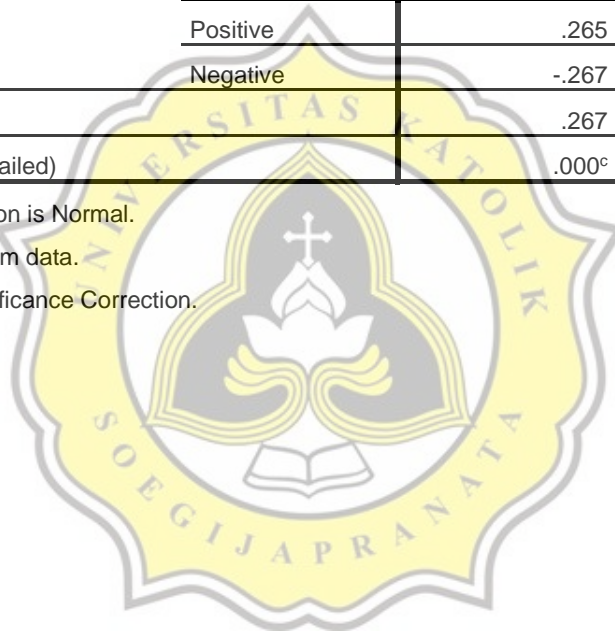 Positive .265
Negative -.267
.267
ailed) .000ᶜ
on is Normal.
m data.
ficance Correction.
UNIVERSITAS KATOLIK
SOEGIJAPRANATA